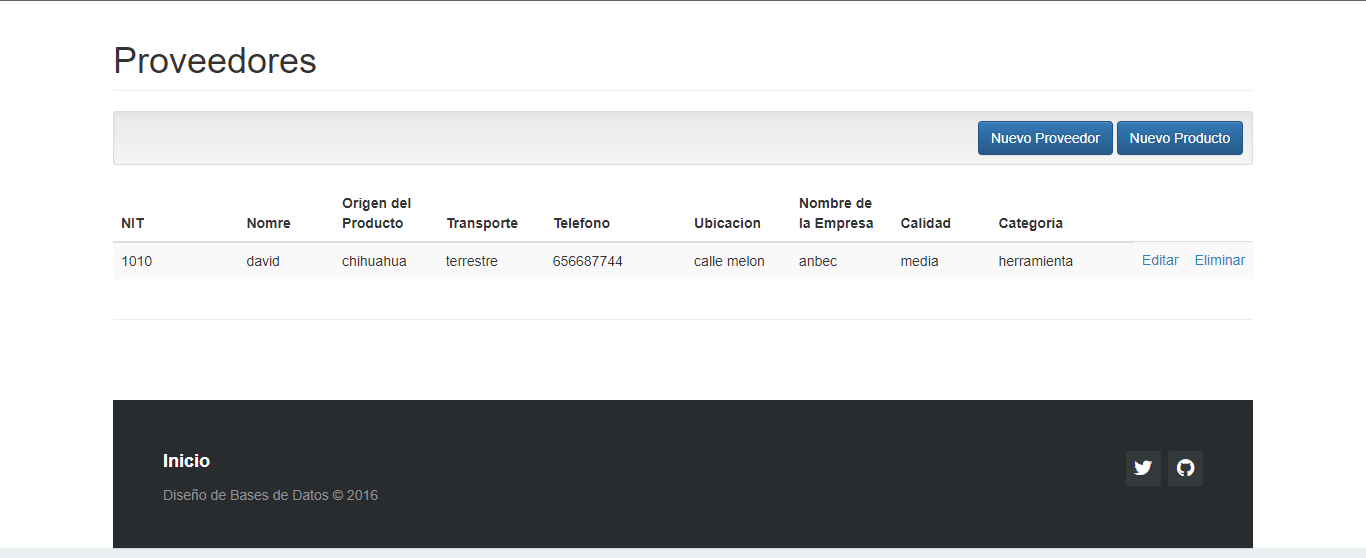 Proveedores
Nuevo Proveedor Nuevo Producto
NIT Nomre Origen del Producto Transporte Telefono Ubicacion Nombre de la Empresa Calidad Categoria
1010 david chihuahua terrestre 656687744 calle melon anbec media herramienta Editar Eliminar
Inicio
Diseño de Bases de Datos © 2016